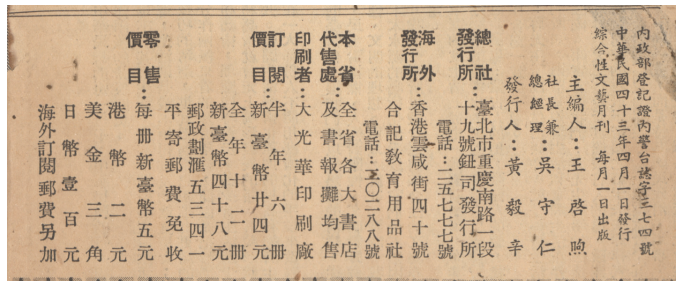 內政部登記證內警台誌字三七四號
中華民國四十三年四月一日發行
綜合性文藝月刊　每月一日出版
主編人：王啓煦
社長兼總經理：吳守仁
發行人：黃毅辛
總社發行所：臺北市重慶南路一段
十九號鈕司發行所
電話：二五七七七號
海外發行所：香港雲咸街四十號
合記教育用品社
電話：三〇二八八號
本省代售處：全省各大書店
及書報攤均售
印刷者：大光華印刷廠
訂閱價目：半年六冊
新臺幣廿四元
全年十二冊
新臺幣四十八元
郵政劃滙五三四一
平寄郵費免收
零售價目：每冊新臺幣五元
港幣二元
美金三角
日幣壹百元
海外訂閱郵費另加